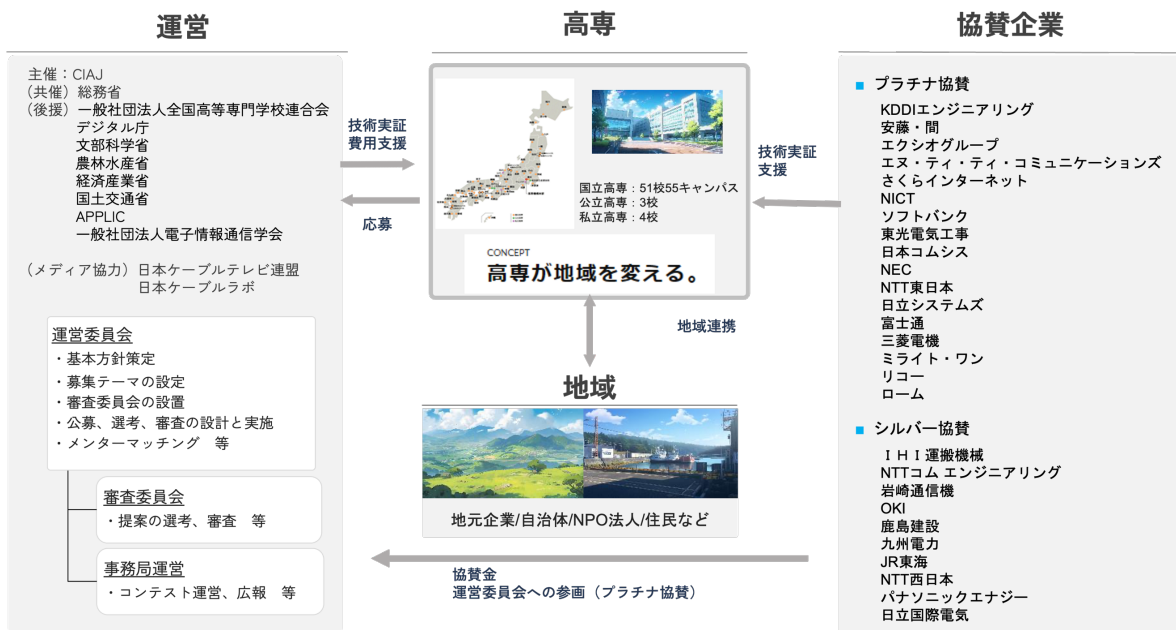 運営
主催：CIAJ
（共催）総務省
（後援）一般社団法人全国高等専門学校連合会
デジタル庁
文部科学省
農林水産省
経済産業省
国土交通省
APPLIC
一般社団法人電子情報通信学会
（メディア協力）日本ケーブルテレビ連盟
日本ケーブルラボ
運営委員会
・基本方針策定
・募集テーマの設定
・審査委員会の設置
・公募、選考、審査の設計と実施
・メンターマッチング　等
審査委員会
・提案の選考、審査　等
事務局運営
・コンテスト運営、広報　等
技術実証
費用支援
応募
高専
国立高専：51校55キャンパス
公立高専：3校
私立高専：4校
CONCEPT
高専が地域を変える。
地域連携
地域
地元企業/自治体/NPO法人/住民など
技術実証
支援
協賛金
運営委員会への参画（プラチナ協賛）
協賛企業
■ プラチナ協賛
KDDIエンジニアリング
安藤・間
エクシオグループ
エヌ・ティ・ティ・コミュニケーションズ
さくらインターネット
NICT
ソフトバンク
東光電気工事
日本コムシス
NEC
NTT東日本
日立システムズ
富士通
三菱電機
ミライト・ワン
リコー
ローム
■ シルバー協賛
ＩＨＩ運搬機械
NTTコム エンジニアリング
岩崎通信機
OKI
鹿島建設
九州電力
JR東海
NTT西日本
パナソニックエナジー
日立国際電気